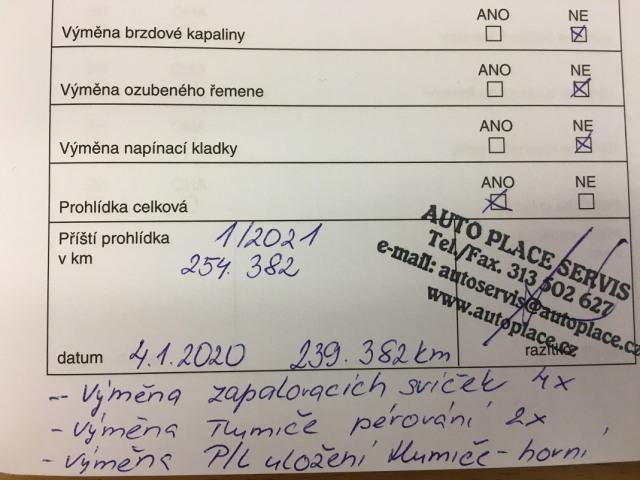 ANO NE
Výměna brzdové kapaliny
ANO NE
Výměna ozubeného řemene
ANO NE
Výměna napínací kladky
ANO NE
Prohlídka celková
Příští prohlídka 1/2021
v km 254. 382
AUTO PLACE SERVIS
Tel./Fax. 313 502 627
e-mail: autoservis@autoplace.cz
www.autoplace.cz
datum 4.1.2020 239. 382 km razítko
-- Výměna zapalovacích svíček 4x
- Výměna Tlumiče pérování 2x
- Výměna P/L uložení tlumiče - horní